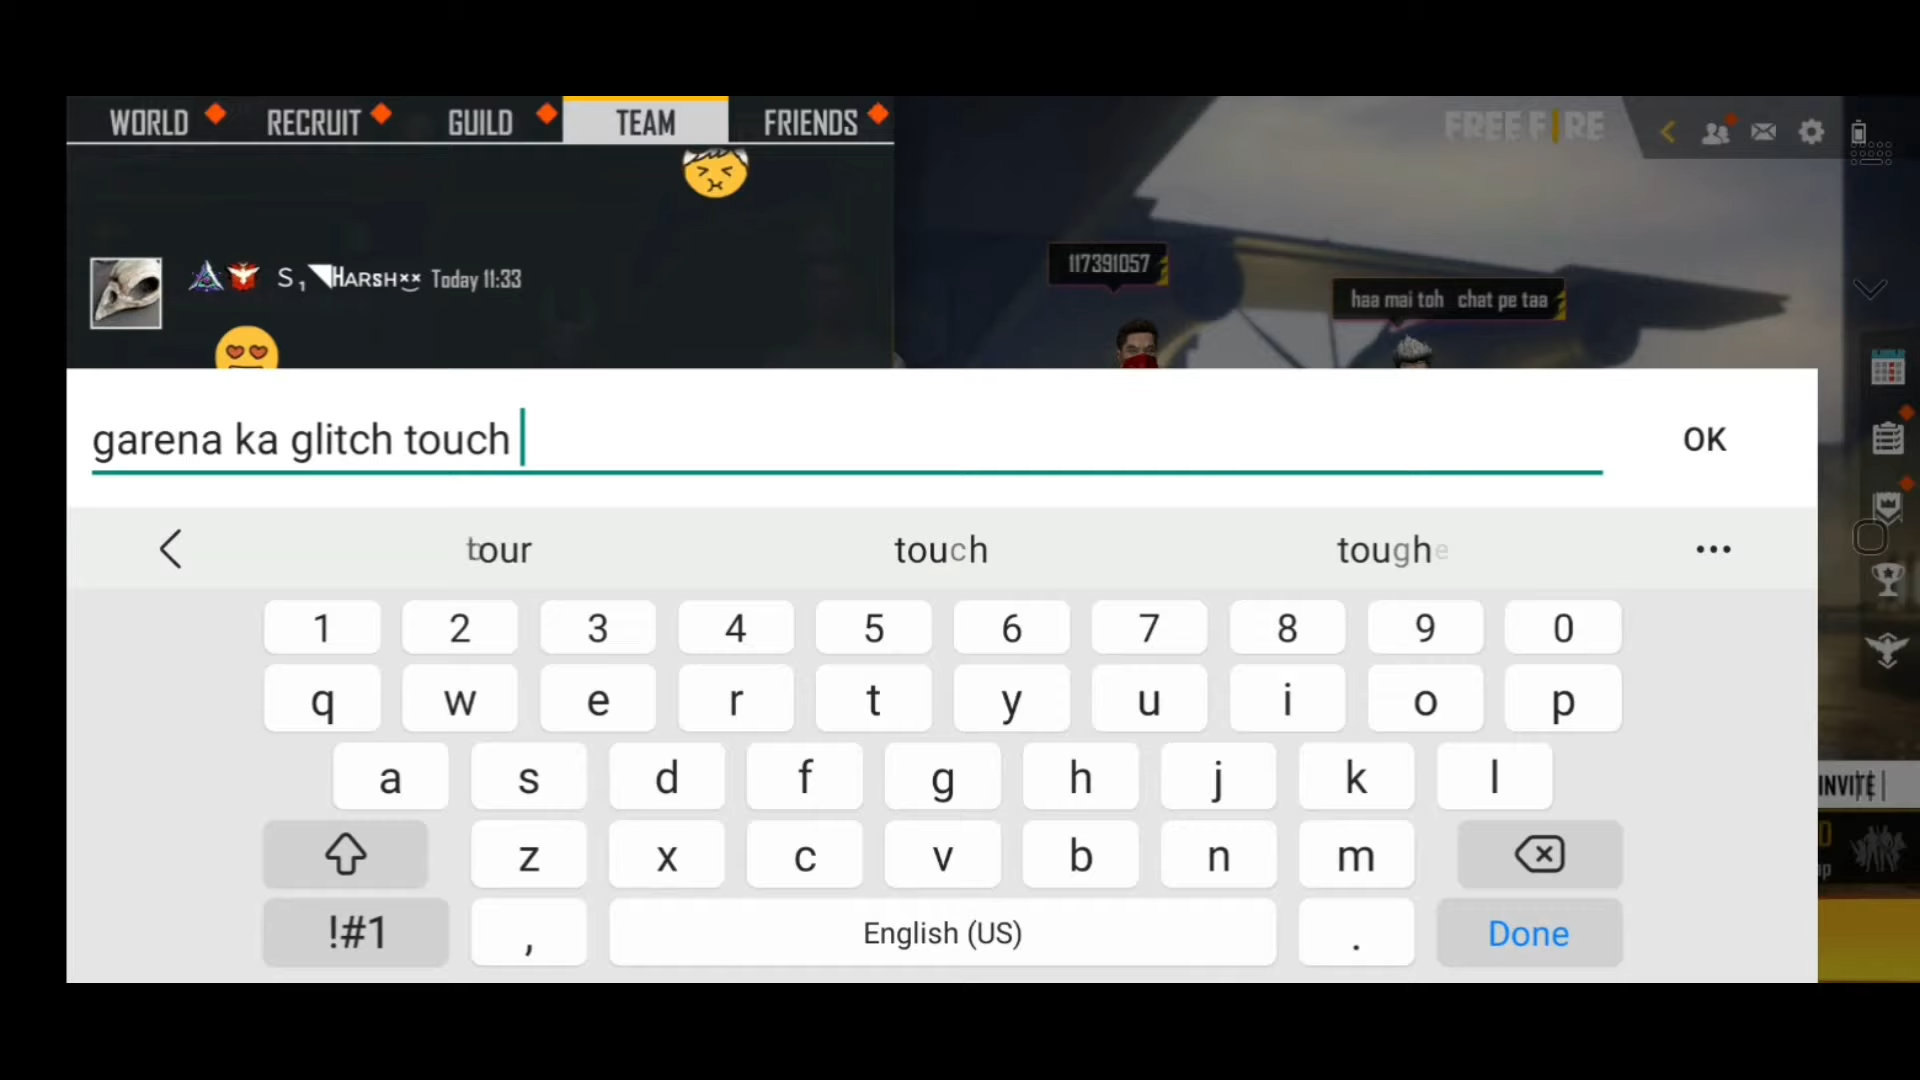 WORLD RECRUIT GUILD TEAM FRIENDS
FREE FIRE
S ₁ ◥Hᴀʀsʜ×͜× Today 11:33
117391057
haa mai toh chat pe taa
garena ka glitch touch
OK
tour touch tough
1 2 3 4 5 6 7 8 9 0
q w e r t y u i o p
a s d f g h j k l
z x c v b n m
!#1 , English (US) . Done
INVITE